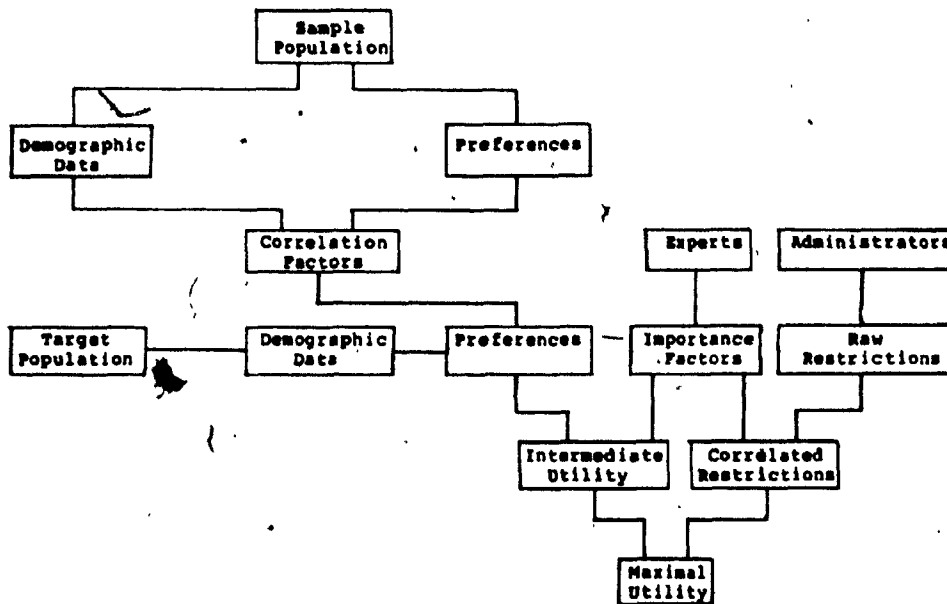 Sample
Population
Demographic
Data
Preferences
Correlation
Factors
Experts
Administrators
Target
Population
Demographic
Data
Preferences
Importance
Factors
Raw
Restrictions
Intermediate
Utility
Correlated
Restrictions
Maximal
Utility